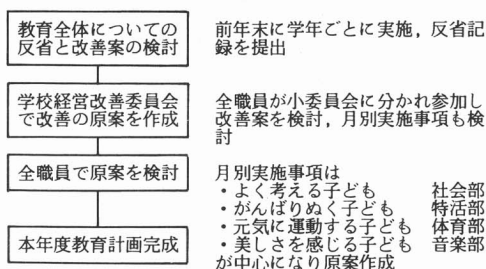 教育全体についての
反省と改善案の検討
前年末に学年ごとに実施，反省記
録を提出
学校経営改善委員会
で改善の原案を作成
全職員が小委員会に分かれ参加し
改善案を検討，月別実施事項も検
討
全職員で原案を検討
月別実施事項は
・よく考える子ども　社会部
・がんばりぬく子ども　特活部
・元気に運動する子ども　体育部
・美しさを感じる子ども　音楽部
が中心になり原案作成
本年度教育計画完成